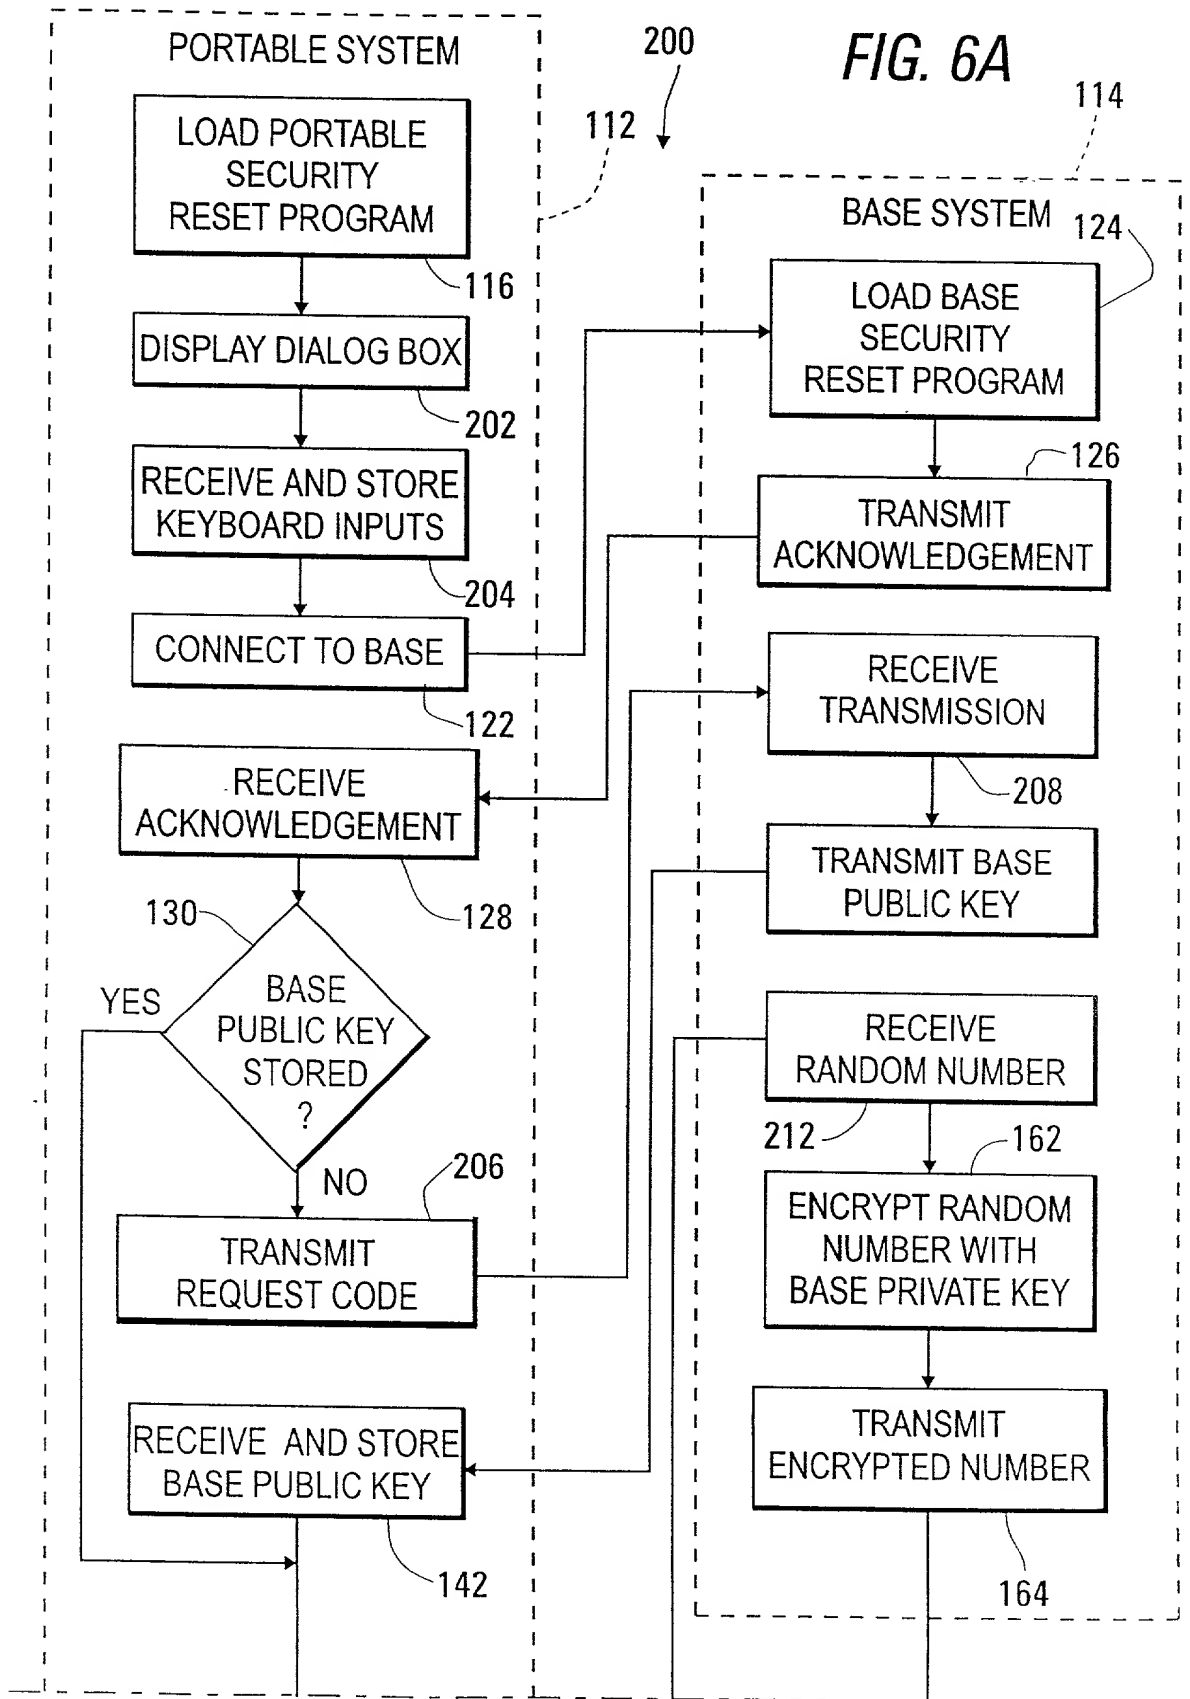 FIG. 6A
200
PORTABLE SYSTEM
112
LOAD PORTABLE
SECURITY
RESET PROGRAM
116
DISPLAY DIALOG BOX
202
RECEIVE AND STORE
KEYBOARD INPUTS
204
CONNECT TO BASE
122
RECEIVE
ACKNOWLEDGEMENT
128
130
BASE
PUBLIC KEY
STORED
?
YES
NO
206
TRANSMIT
REQUEST CODE
RECEIVE AND STORE
BASE PUBLIC KEY
142
114
BASE SYSTEM
124
LOAD BASE
SECURITY
RESET PROGRAM
126
TRANSMIT
ACKNOWLEDGEMENT
RECEIVE
TRANSMISSION
208
TRANSMIT BASE
PUBLIC KEY
RECEIVE
RANDOM NUMBER
212
162
ENCRYPT RANDOM
NUMBER WITH
BASE PRIVATE KEY
TRANSMIT
ENCRYPTED NUMBER
164